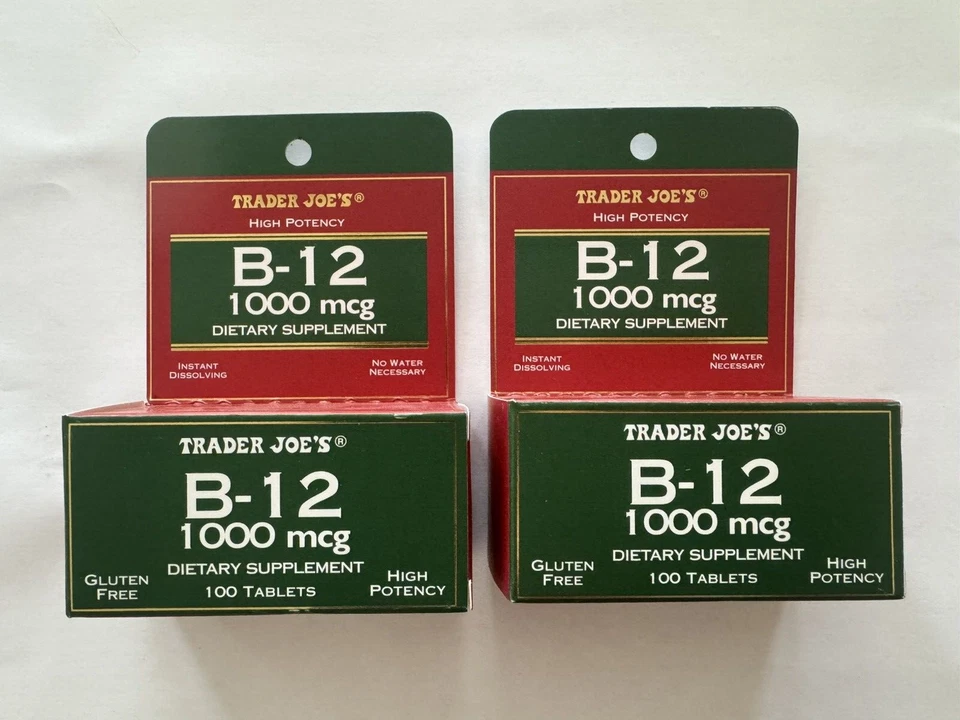 TRADER JOE'S®
HIGH POTENCY
B-12
1000 mcg
DIETARY SUPPLEMENT
INSTANT DISSOLVING
NO WATER NECESSARY
TRADER JOE'S®
B-12
1000 mcg
DIETARY SUPPLEMENT
100 TABLETS
GLUTEN FREE
HIGH POTENCY
TRADER JOE'S®
HIGH POTENCY
B-12
1000 mcg
DIETARY SUPPLEMENT
INSTANT DISSOLVING
NO WATER NECESSARY
TRADER JOE'S®
B-12
1000 mcg
DIETARY SUPPLEMENT
100 TABLETS
GLUTEN FREE
HIGH POTENCY